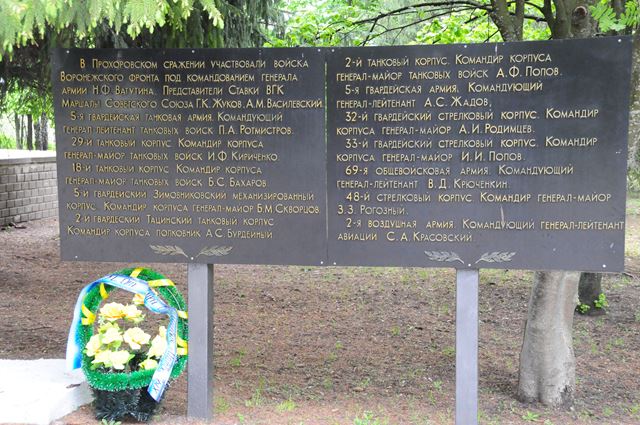 В Прохоровском сражении участвовали войска
Воронежского фронта под командованием генерала
армии Н.Ф. Ватутина. Представители Ставки ВГК
Маршалы Советского Союза Г.К. Жуков, А.М. Василевский.
5-я гвардейская танковая армия. Командующий
генерал лейтенант танковых войск П.А. Ротмистров.
29-й танковый корпус. Командир корпуса
генерал-майор танковых войск И.Ф. Кириченко.
18-й танковый корпус. Командир корпуса
генерал-майор танковых войск Б.С. Бахаров
5-й гвардейский Зимовниковский механизированный
корпус. Командир корпуса генерал-майор Б.М. Скворцов.
2-й гвардейский Тацинский танковый корпус
Командир корпуса полковник А.С. Бурдейный.
2-й танковый корпус. Командир корпуса
генерал-майор танковых войск А.Ф. Попов.
5-я гвардейская армия. Командующий
генерал-лейтенант А.С. Жадов,
32-й гвардейский стрелковый корпус. Командир
корпуса генерал-майор А.И. Родимцев.
33-й гвардейский стрелковый корпус. Командир
корпуса генерал-майор И.И. Попов.
69-я общевойсковая армия. Командующий
генерал-лейтенант В.Д. Крюченкин.
48-й стрелковый корпус. Командир генерал-майор
З.З. Рогозный.
2-я воздушная армия. Командующий генерал-лейтенант
авиации С.А. Красовский.